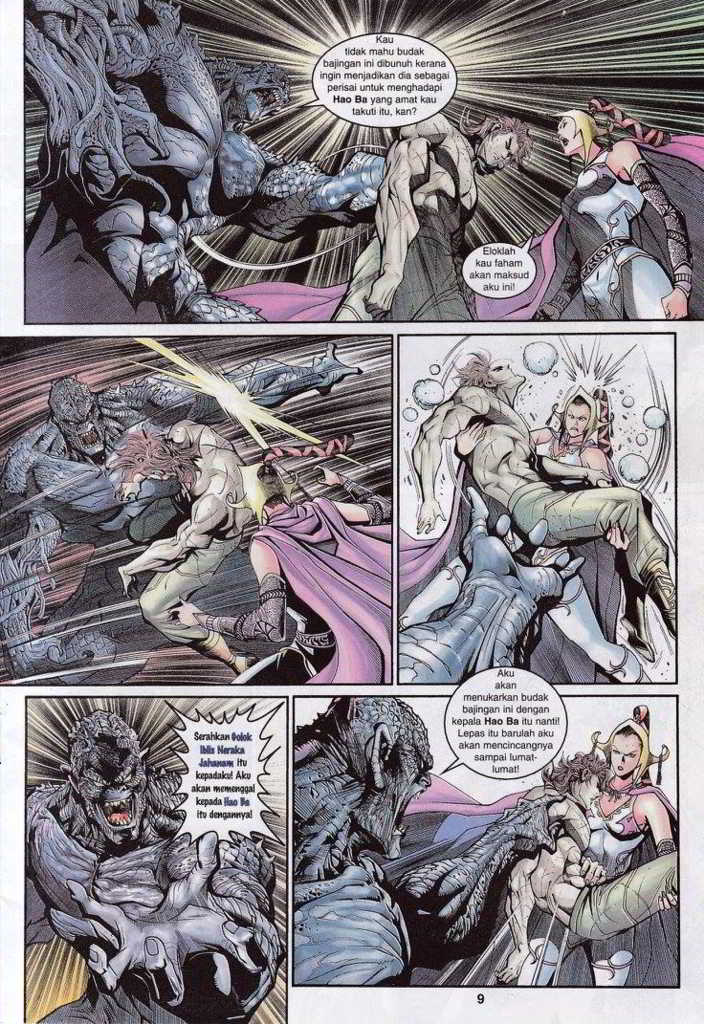 Kau
tidak mahu budak
bajingan ini dibunuh kerana
ingin menjadikan dia sebagai
perisai untuk menghadapi
Hao Ba yang amat kau
takuti itu, kan?
Eloklah
kau faham
akan maksud
aku ini!
Serahkan Golok
Iblis Neraka
Jahanam itu
kepadaku! Aku
akan memenggal
kepada Hao Ba
itu dengannya!
Aku
akan
menukarkan budak
bajingan ini dengan
kepala Hao Ba itu nanti!
Lepas itu barulah aku
akan mencincangnya
sampai lumat-
lumat!
9